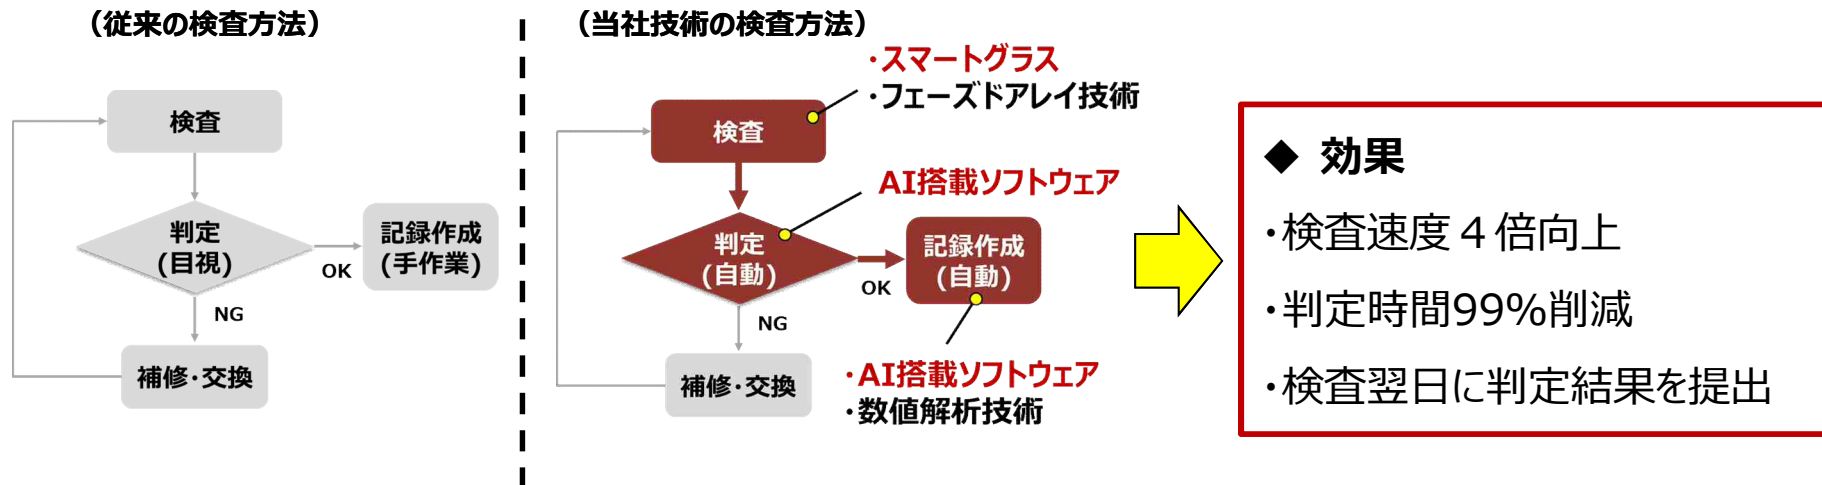 （従来の検査方法）
検査
判定
(目視)
OK
記録作成
(手作業)
NG
補修・交換
（当社技術の検査方法）
・スマートグラス
・フェーズドアレイ技術
検査
AI搭載ソフトウェア
判定
(自動)
OK
記録作成
(自動)
NG
補修・交換
・AI搭載ソフトウェア
・数値解析技術
◆ 効果
・検査速度４倍向上
・判定時間99%削減
・検査翌日に判定結果を提出